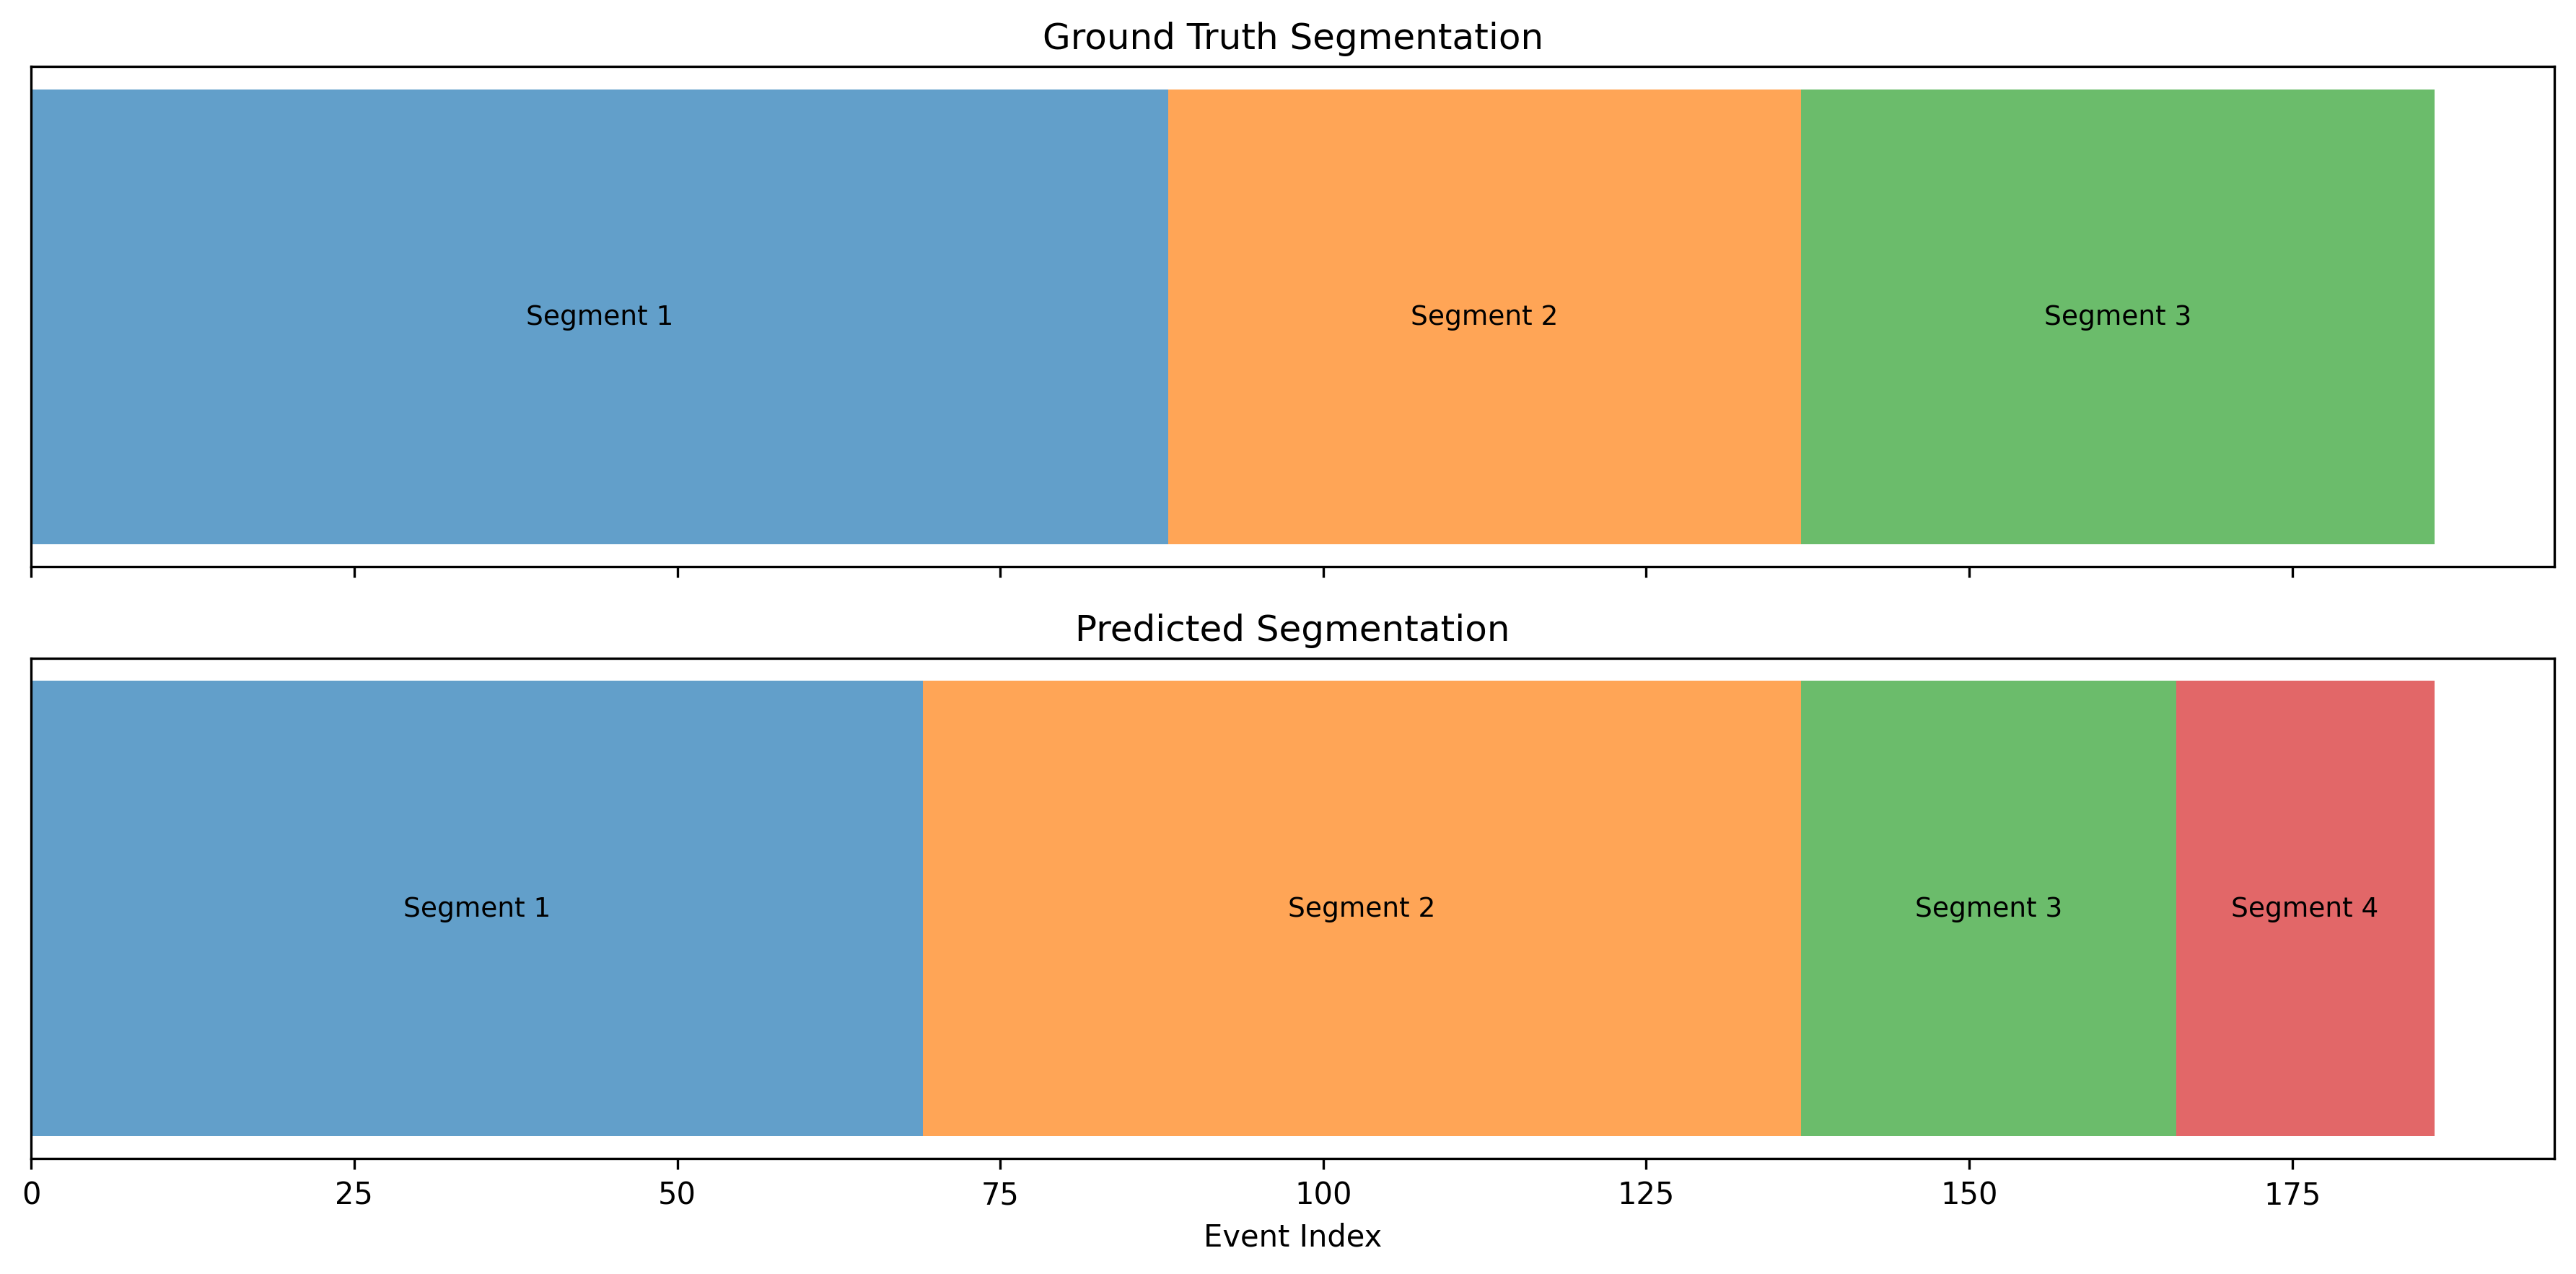 Ground Truth Segmentation
Segment 1 Segment 2 Segment 3
Predicted Segmentation
Segment 1 Segment 2 Segment 3 Segment 4
0 25 50 75 100 125 150 175
Event Index